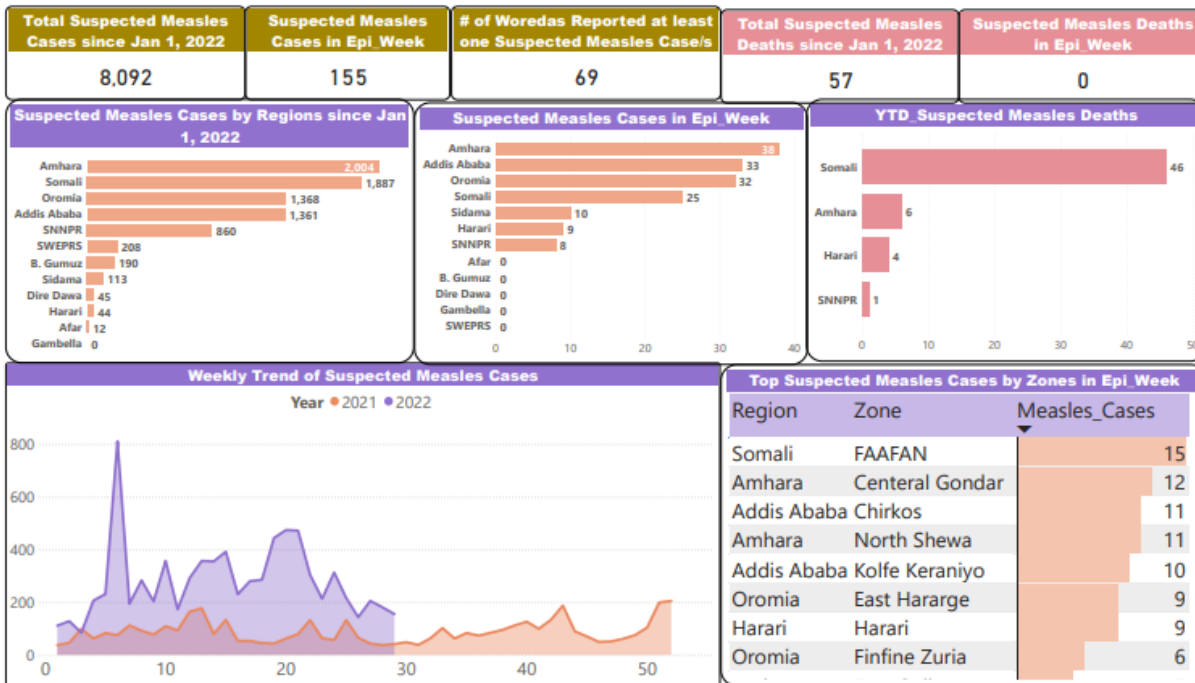 Total Suspected Measles
Cases since Jan 1, 2022
8,092
Suspected Measles
Cases in Epi_Week
155
# of Woredas Reported at least
one Suspected Measles Case/s
69
Total Suspected Measles
Deaths since Jan 1, 2022
57
Suspected Measles Deaths
in Epi_Week
0
Suspected Measles Cases by Regions since Jan
1, 2022
Amhara 2,004
Somali 1,887
Oromia 1,368
Addis Ababa 1,361
SNNPR 860
SWEPRS 208
B. Gumuz 190
Sidama 113
Dire Dawa 45
Harari 44
Afar 12
Gambella 0
Suspected Measles Cases in Epi_Week
Amhara 38
Addis Ababa 33
Oromia 32
Somali 25
Sidama 10
Harari 9
SNNPR 8
Afar 0
B. Gumuz 0
Dire Dawa 0
Gambella 0
SWEPRS 0
0 10 20 30 40
YTD_Suspected Measles Deaths
Somali 46
Amhara 6
Harari 4
SNNPR 1
0 10 20 30 40 50
Weekly Trend of Suspected Measles Cases
Year 2021 2022
800
600
400
200
0
0 10 20 30 40 50
Top Suspected Measles Cases by Zones in Epi_Week
Region Zone Measles_Cases
Somali FAAFAN 15
Amhara Centeral Gondar 12
Addis Ababa Chirkos 11
Amhara North Shewa 11
Addis Ababa Kolfe Keraniyo 10
Oromia East Hararge 9
Harari Harari 9
Oromia Finfine Zuria 6